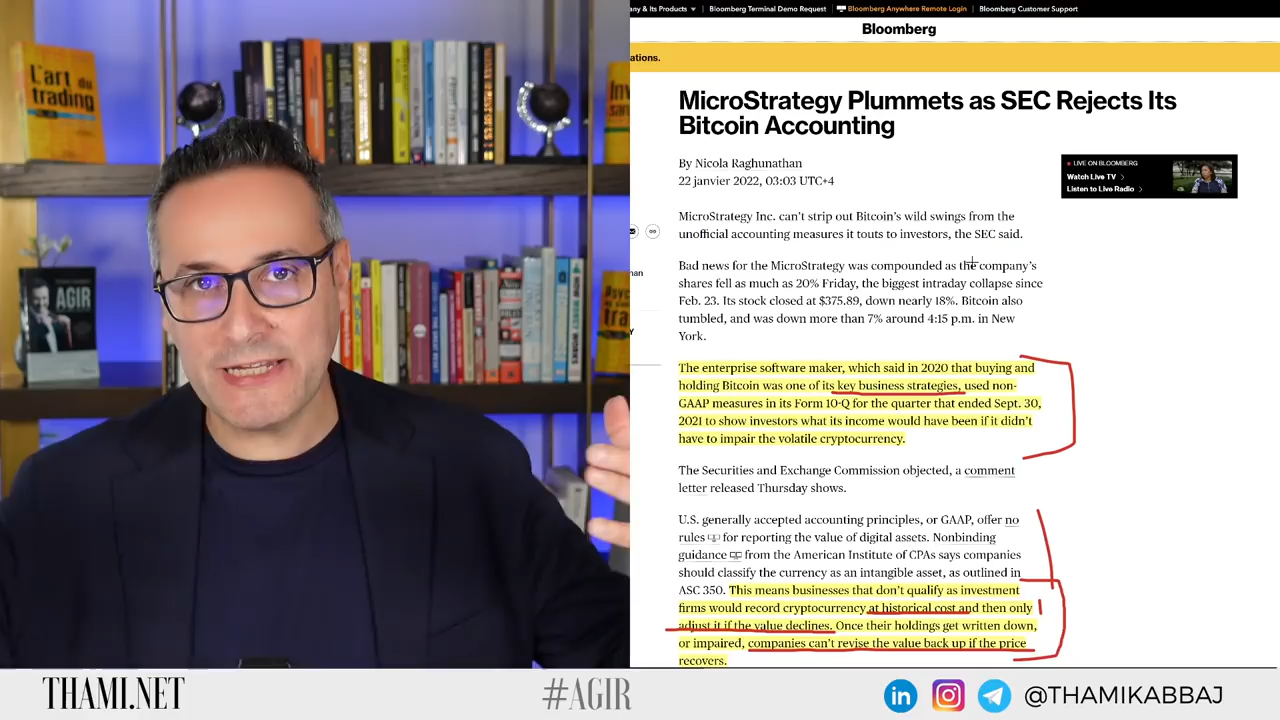 any & Its Products
Bloomberg Terminal Demo Request
Bloomberg Anywhere Remote Login
Bloomberg Customer Support
Bloomberg
ations.
MicroStrategy Plummets as SEC Rejects Its
Bitcoin Accounting
By Nicola Raghunathan
22 janvier 2022, 03:03 UTC+4
LIVE ON BLOOMBERG
Watch Live TV
Listen to Live Radio
MicroStrategy Inc. can't strip out Bitcoin's wild swings from the
unofficial accounting measures it touts to investors, the SEC said.
Bad news for the MicroStrategy was compounded as the company's
shares fell as much as 20% Friday, the biggest intraday collapse since
Feb. 23. Its stock closed at $375.89, down nearly 18%. Bitcoin also
tumbled, and was down more than 7% around 4:15 p.m. in New
York.
The enterprise software maker, which said in 2020 that buying and
holding Bitcoin was one of its key business strategies, used non-
GAAP measures in its Form 10-Q for the quarter that ended Sept. 30,
2021 to show investors what its income would have been if it didn't
have to impair the volatile cryptocurrency.
The Securities and Exchange Commission objected, a comment
letter released Thursday shows.
U.S. generally accepted accounting principles, or GAAP, offer no
rules for reporting the value of digital assets. Nonbinding
guidance from the American Institute of CPAs says companies
should classify the currency as an intangible asset, as outlined in
ASC 350. This means businesses that don't qualify as investment
firms would record cryptocurrency at historical cost and then only
adjust it if the value declines. Once their holdings get written down,
or impaired, companies can't revise the value back up if the price
recovers.
han
Y
L'art du
trading
AGIR
THAMI.NET
#AGIR
in
@THAMIKABBAJ